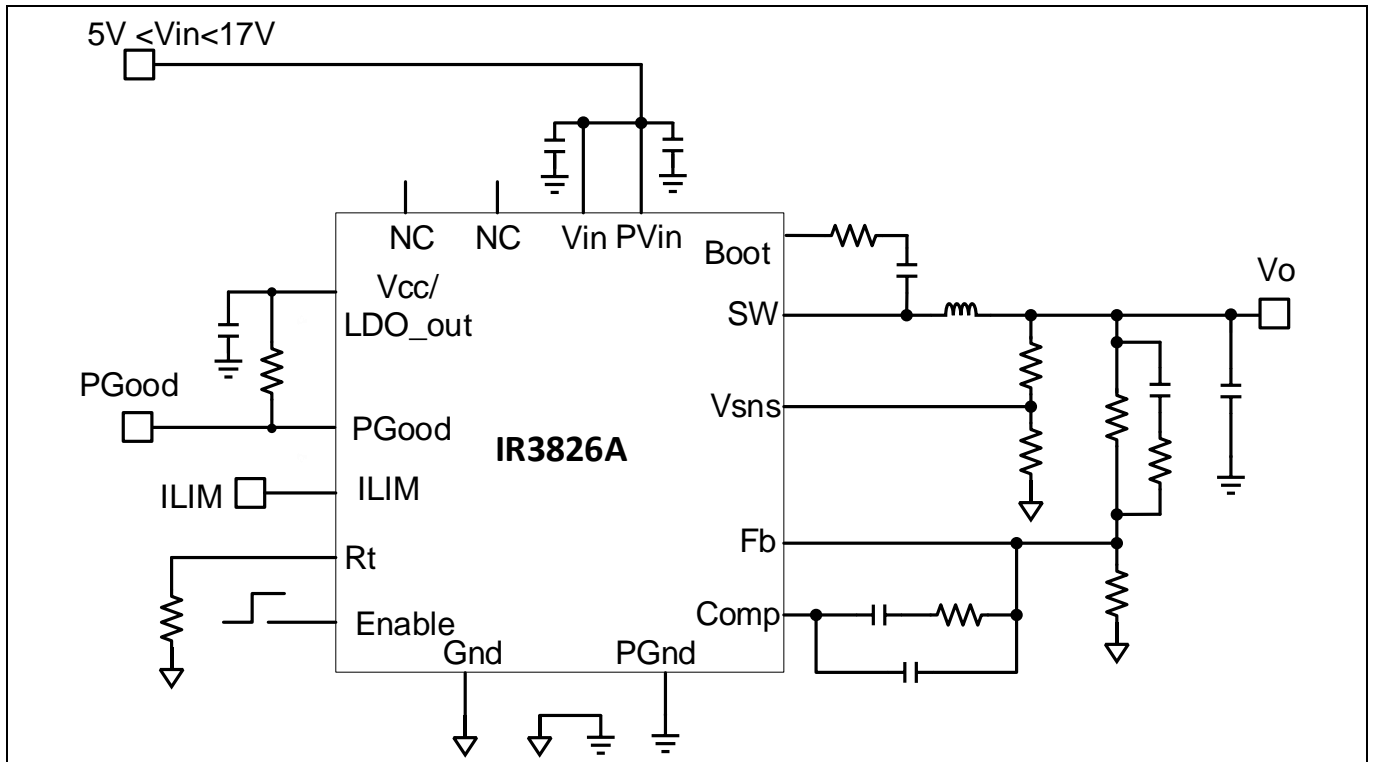 5V <Vin<17V
NC
NC
Vin
PVin
Boot
Vcc/
LDO_out
SW
Vo
PGood
PGood
Vsns
IR3826A
ILIM
ILIM
Rt
Fb
Enable
Comp
Gnd
PGnd